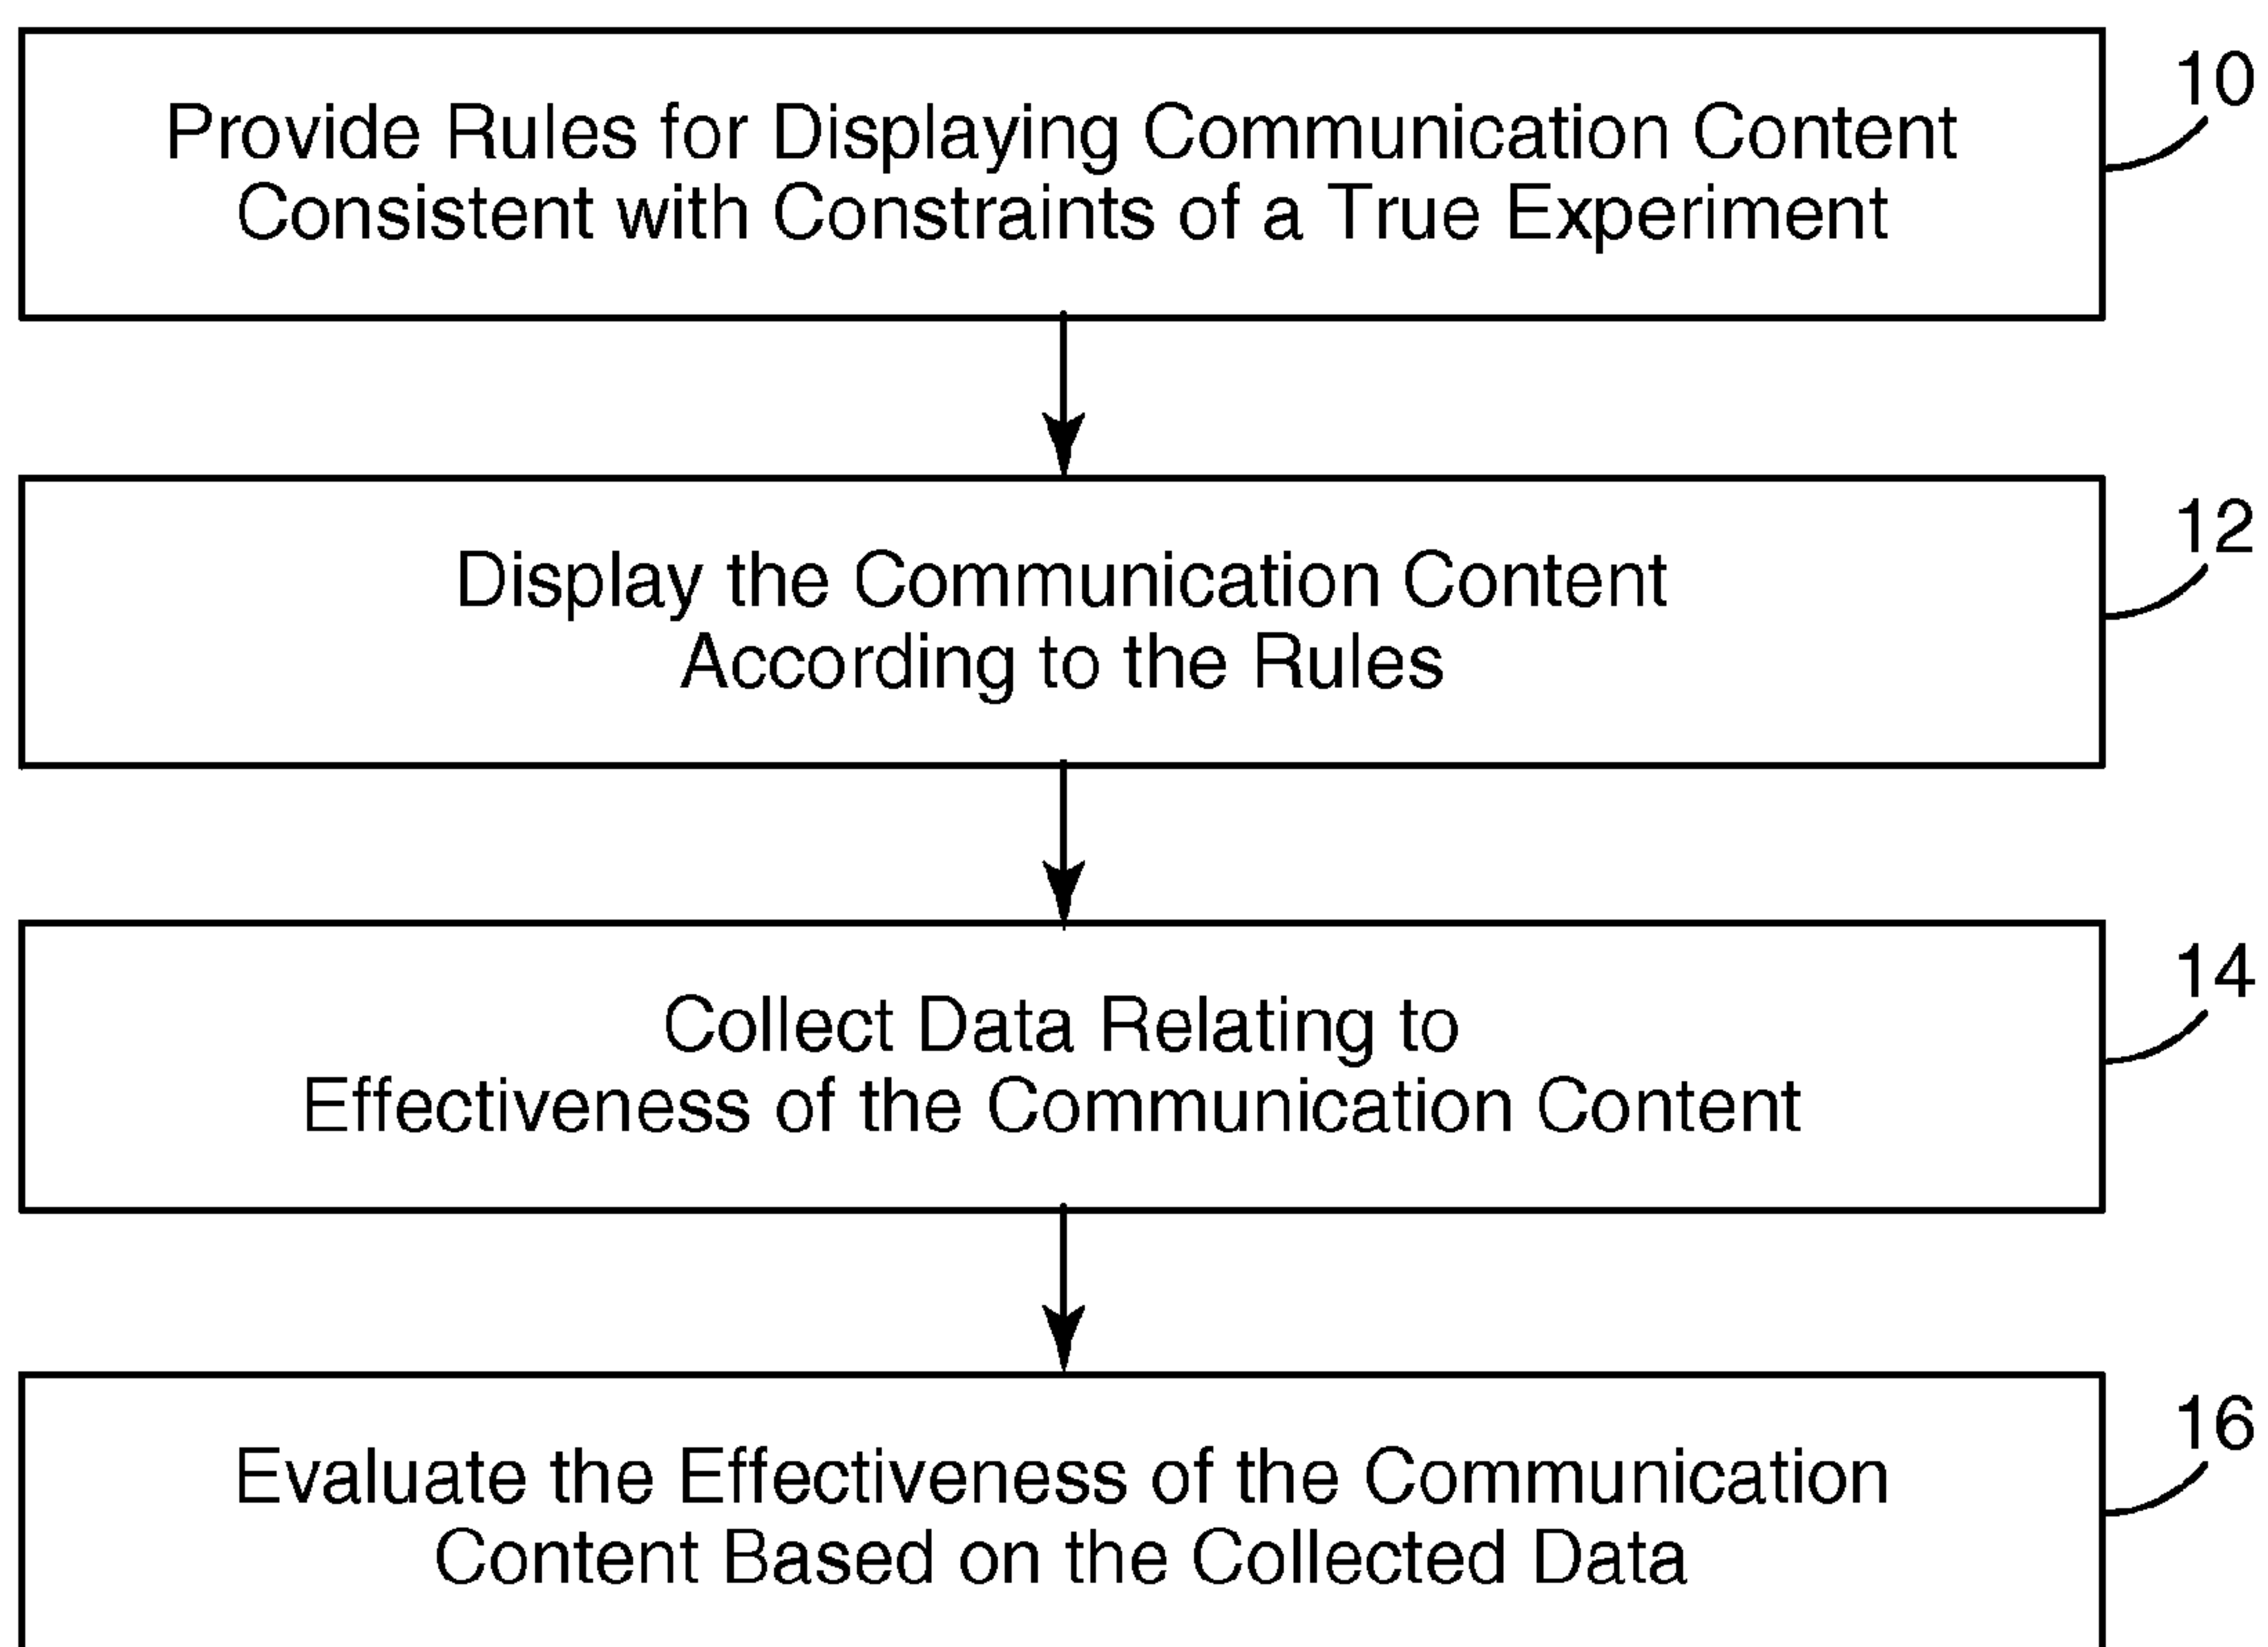 10
Provide Rules for Displaying Communication Content
Consistent with Constraints of a True Experiment
12
Display the Communication Content
According to the Rules
14
Collect Data Relating to
Effectiveness of the Communication Content
16
Evaluate the Effectiveness of the Communication
Content Based on the Collected Data